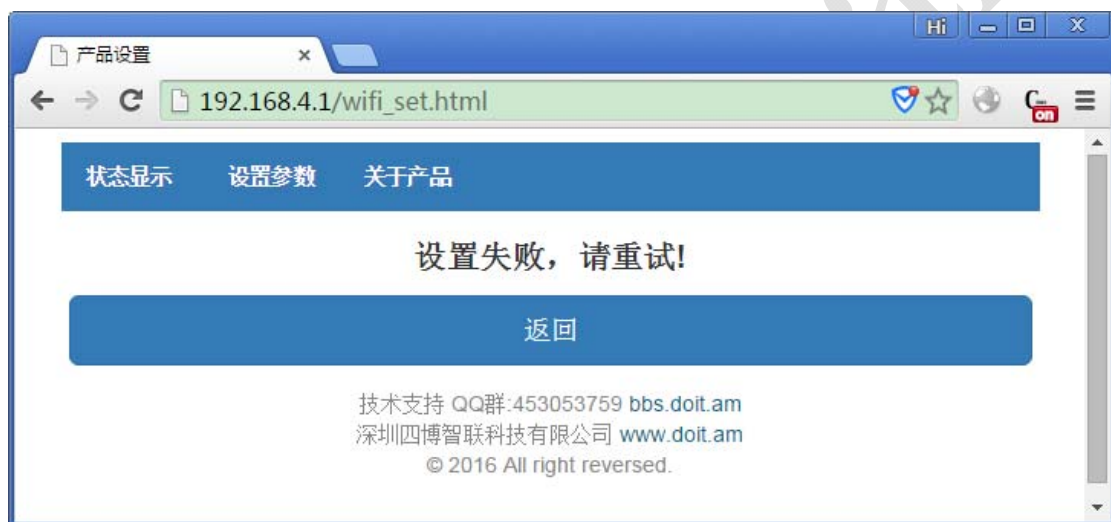 Hi
产品设置
192.168.4.1/wifi_set.html
on
状态显示 设置参数 关于产品
设置失败，请重试!
返回
技术支持 QQ群:453053759 bbs.doit.am
深圳四博智联科技有限公司 www.doit.am
© 2016 All right reversed.